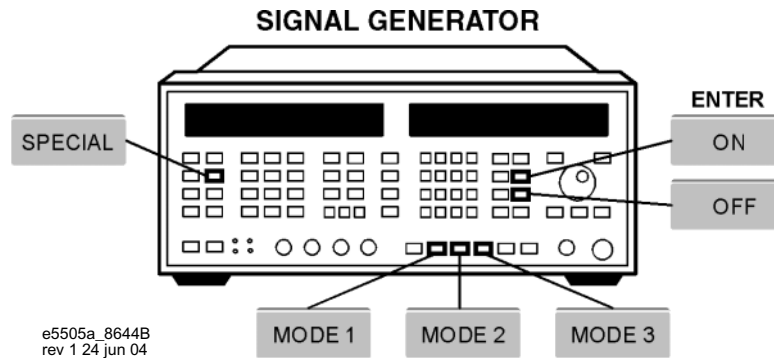 SIGNAL GENERATOR
ENTER
SPECIAL
ON
OFF
MODE 1
MODE 2
MODE 3
e5505a_8644B
rev 1 24 jun 04